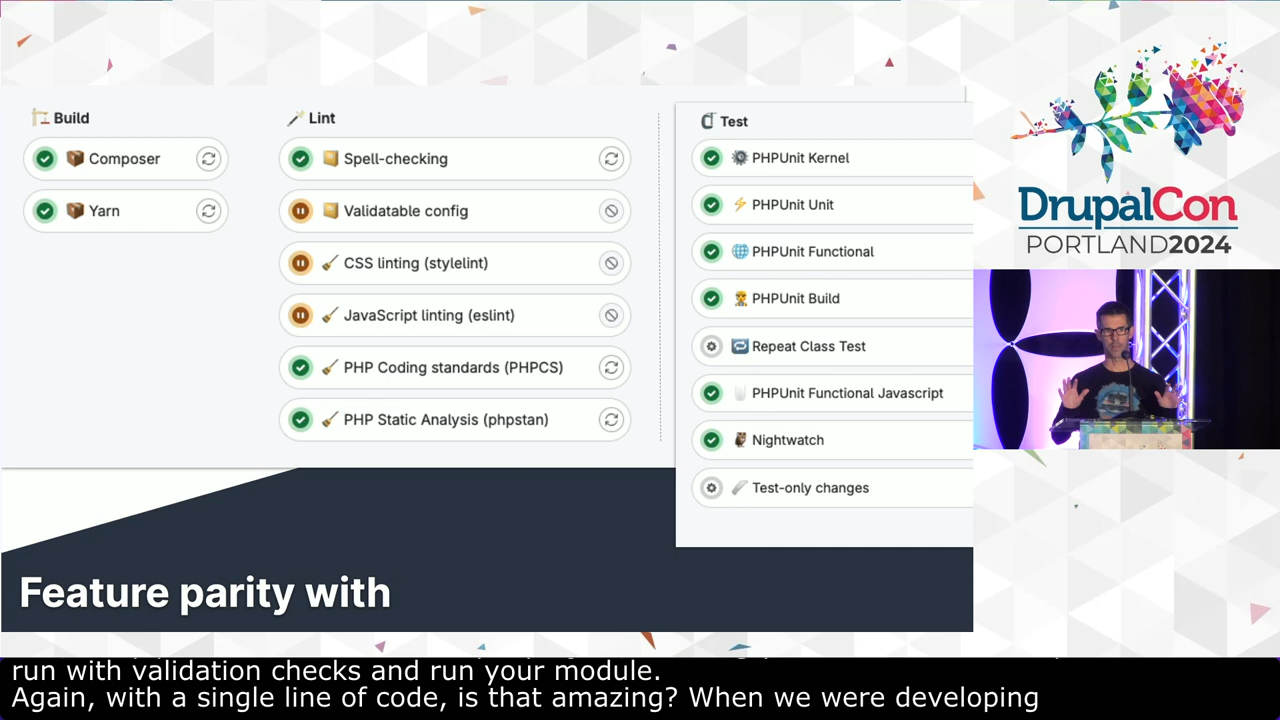 Build
Composer
Yarn
Lint
Spell-checking
Validatable config
CSS linting (stylelint)
JavaScript linting (eslint)
PHP Coding standards (PHPCS)
PHP Static Analysis (phpstan)
Test
PHPUnit Kernel
PHPUnit Unit
PHPUnit Functional
PHPUnit Build
Repeat Class Test
PHPUnit Functional Javascript
Nightwatch
Test-only changes
Feature parity with
DrupalCon
PORTLAND2024
run with validation checks and run your module.
Again, with a single line of code, is that amazing? When we were developing